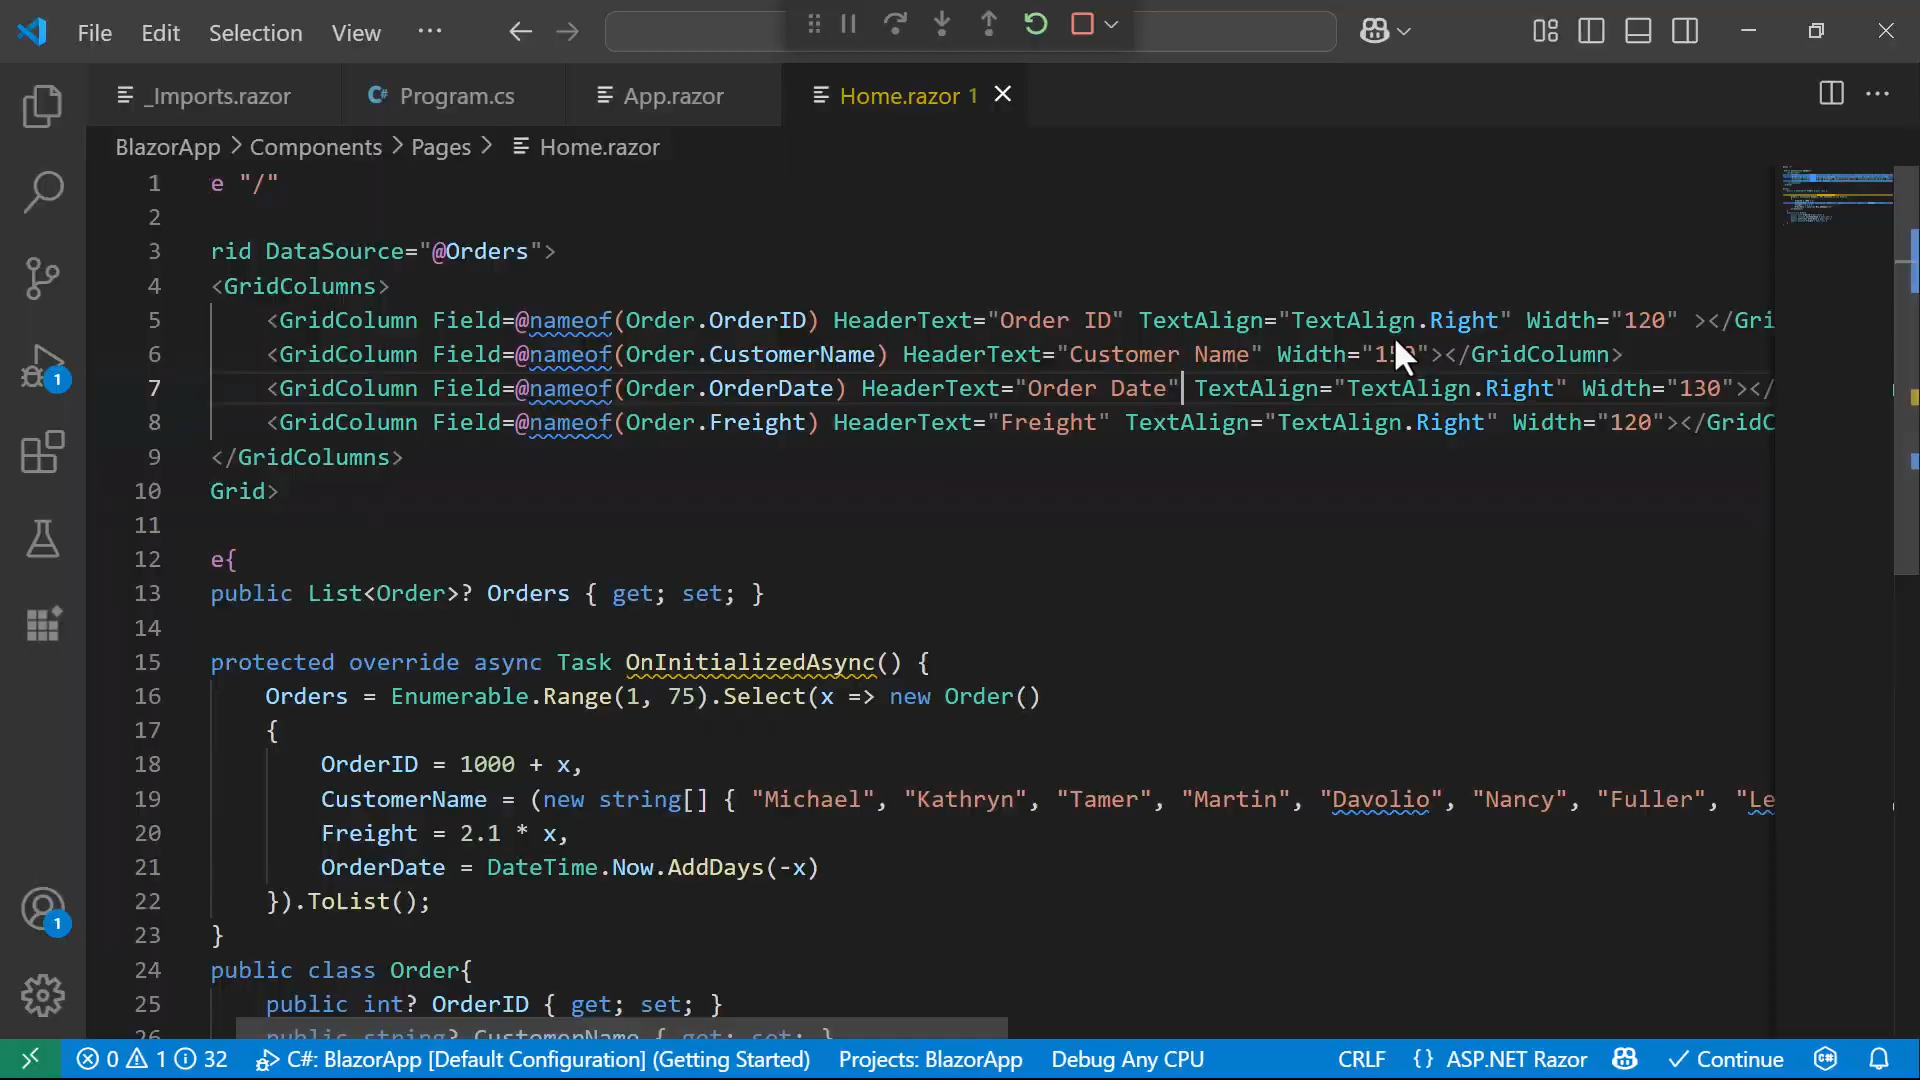 File Edit Selection View ...
_Imports.razor Program.cs App.razor Home.razor 1
BlazorApp > Components > Pages > Home.razor
1 e "/"
2
3 rid DataSource="@Orders">
4 <GridColumns>
5 <GridColumn Field=@nameof(Order.OrderID) HeaderText="Order ID" TextAlign="TextAlign.Right" Width="120" ></Gri
6 <GridColumn Field=@nameof(Order.CustomerName) HeaderText="Customer Name" Width="150"></GridColumn>
7 <GridColumn Field=@nameof(Order.OrderDate) HeaderText="Order Date" TextAlign="TextAlign.Right" Width="130"></
8 <GridColumn Field=@nameof(Order.Freight) HeaderText="Freight" TextAlign="TextAlign.Right" Width="120"></GridC
9 </GridColumns>
10 Grid>
11
12 e{
13 public List<Order>? Orders { get; set; }
14
15 protected override async Task OnInitializedAsync() {
16 Orders = Enumerable.Range(1, 75).Select(x => new Order()
17 {
18 OrderID = 1000 + x,
19 CustomerName = (new string[] { "Michael", "Kathryn", "Tamer", "Martin", "Davolio", "Nancy", "Fuller", "Le
20 Freight = 2.1 * x,
21 OrderDate = DateTime.Now.AddDays(-x)
22 }).ToList();
23 }
24 public class Order{
25 public int? OrderID { get; set; }
26 public string? CustomerName { get; set; }
1
1
0 1 32 C#: BlazorApp [Default Configuration] (Getting Started) Projects: BlazorApp Debug Any CPU CRLF {} ASP.NET Razor Continue